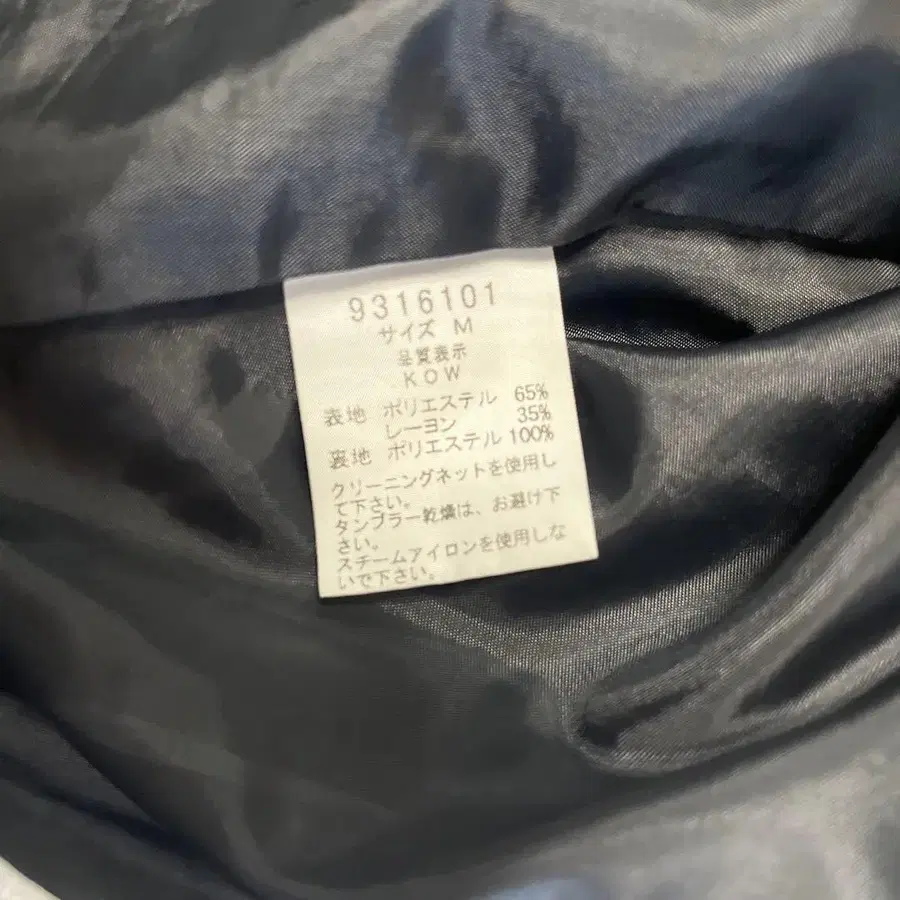 9316101
サイズ M
品質表示
KOW
表地 ポリエステル 65%
レーヨン 35%
裏地 ポリエステル 100%
クリーニングネットを使用し
て下さい。
タンブラー乾燥は、お避け下
さい。
スチームアイロンを使用しな
いで下さい。